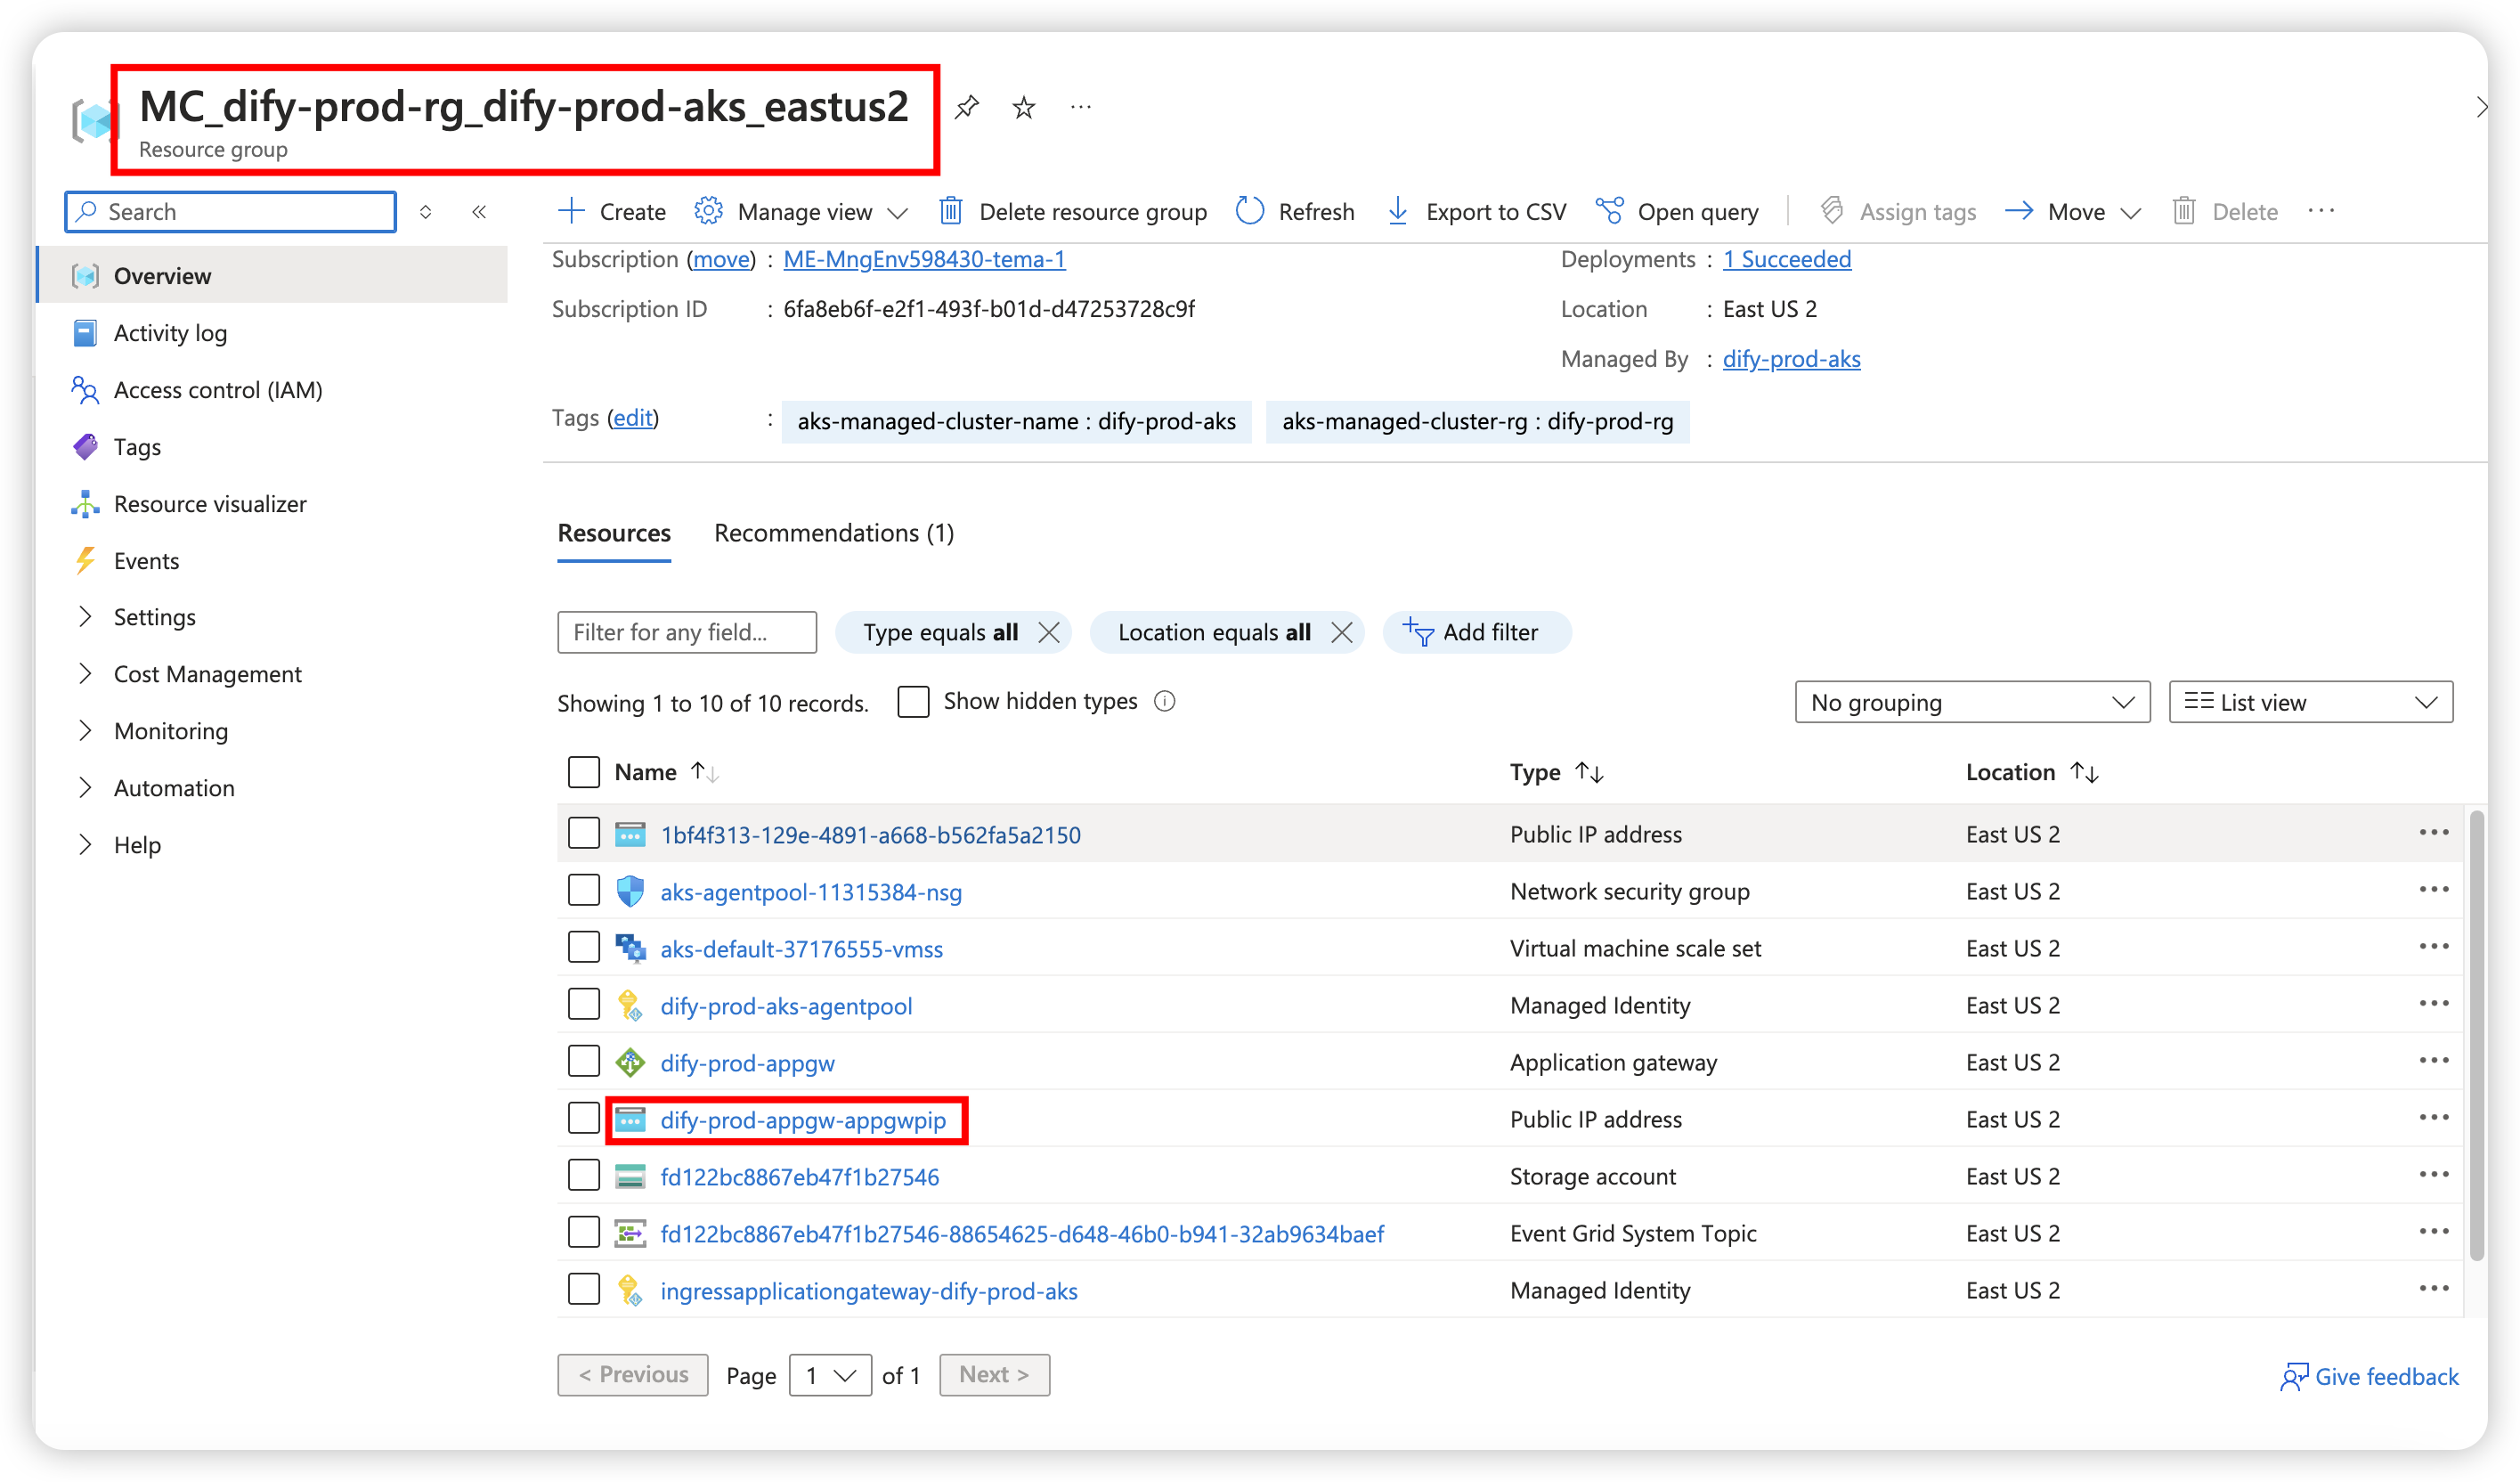 MC_dify-prod-rg_dify-prod-aks_eastus2
Resource group
Search
Create Manage view Delete resource group Refresh Export to CSV Open query Assign tags Move Delete
Overview
Activity log
Access control (IAM)
Tags
Resource visualizer
Events
Settings
Cost Management
Monitoring
Automation
Help
Subscription (move) : ME-MngEnv598430-tema-1
Deployments : 1 Succeeded
Subscription ID : 6fa8eb6f-e2f1-493f-b01d-d47253728c9f
Location : East US 2
Managed By : dify-prod-aks
Tags (edit) : aks-managed-cluster-name : dify-prod-aks aks-managed-cluster-rg : dify-prod-rg
Resources Recommendations (1)
Filter for any field... Type equals all Location equals all Add filter
Showing 1 to 10 of 10 records. Show hidden types No grouping List view
Name Type Location
1bf4f313-129e-4891-a668-b562fa5a2150 Public IP address East US 2
aks-agentpool-11315384-nsg Network security group East US 2
aks-default-37176555-vmss Virtual machine scale set East US 2
dify-prod-aks-agentpool Managed Identity East US 2
dify-prod-appgw Application gateway East US 2
dify-prod-appgw-appgwpip Public IP address East US 2
fd122bc8867eb47f1b27546 Storage account East US 2
fd122bc8867eb47f1b27546-88654625-d648-46b0-b941-32ab9634baef Event Grid System Topic East US 2
ingressapplicationgateway-dify-prod-aks Managed Identity East US 2
< Previous Page 1 of 1 Next >
Give feedback